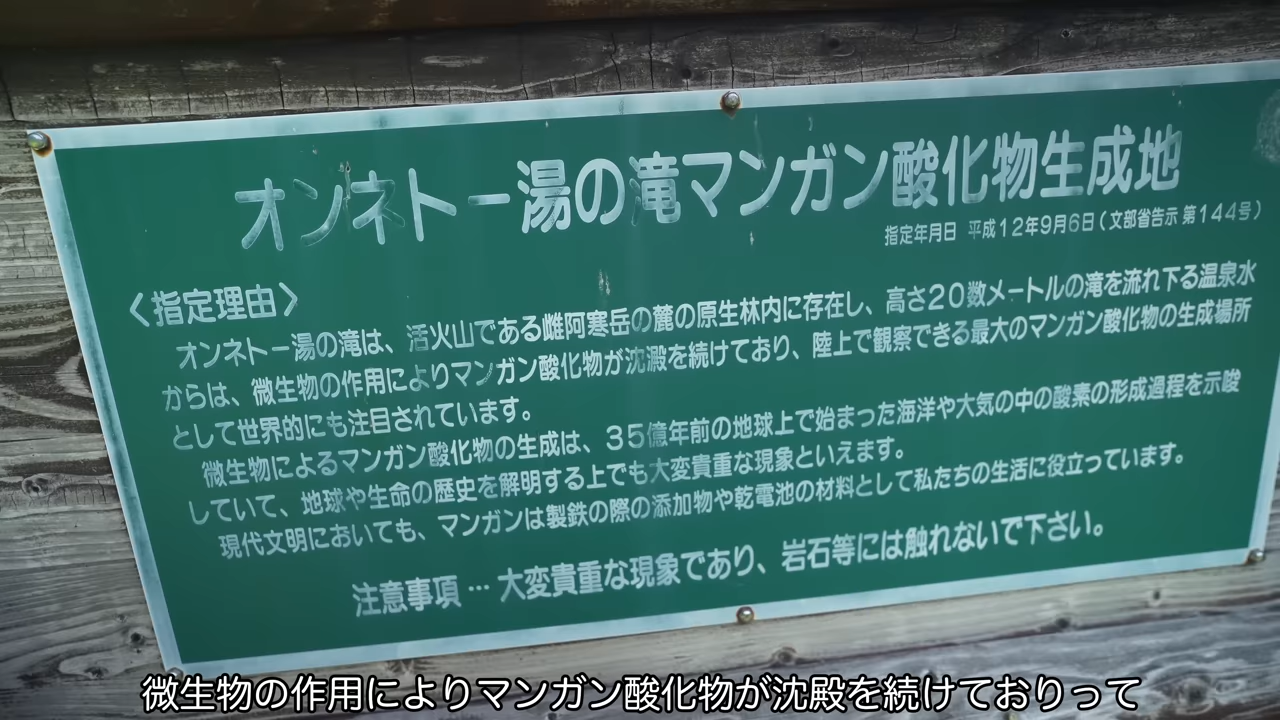 オンネトー湯の滝マンガン酸化物生成地
指定年月日 平成12年9月6日(文部省告示 第144号)
〈指定理由〉
オンネトー湯の滝は、活火山である雌阿寒岳の麓の原生林内に存在し、高さ20数メートルの滝を流れ下る温泉水
からは、微生物の作用によりマンガン酸化物が沈澱を続けており、陸上で観察できる最大のマンガン酸化物の生成場所
として世界的にも注目されています。
微生物によるマンガン酸化物の生成は、35億年前の地球上で始まった海洋や大気の中の酸素の形成過程を示唆
していて、地球や生命の歴史を解明する上でも大変貴重な現象といえます。
現代文明においても、マンガンは製鉄の際の添加物や乾電池の材料として私たちの生活に役立っています。
注意事項…大変貴重な現象であり、岩石等には触れないで下さい。
微生物の作用によりマンガン酸化物が沈殿を続けておりって